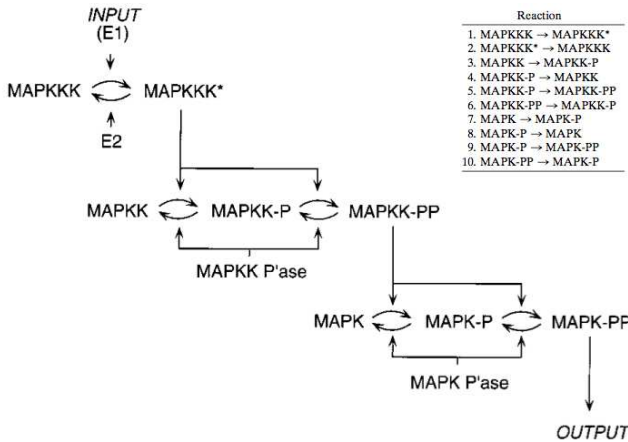 INPUT
(E1)
MAPKKK MAPKKK*
E2
MAPKK MAPKK-P MAPKK-PP
MAPKK P'ase
MAPK MAPK-P MAPK-PP
MAPK P'ase
OUTPUT
Reaction
1. MAPKKK → MAPKKK*
2. MAPKKK* → MAPKKK
3. MAPKK → MAPKK-P
4. MAPKK-P → MAPKK
5. MAPKK-P → MAPKK-PP
6. MAPKK-PP → MAPKK-P
7. MAPK → MAPK-P
8. MAPK-P → MAPK
9. MAPK-P → MAPK-PP
10. MAPK-PP → MAPK-P